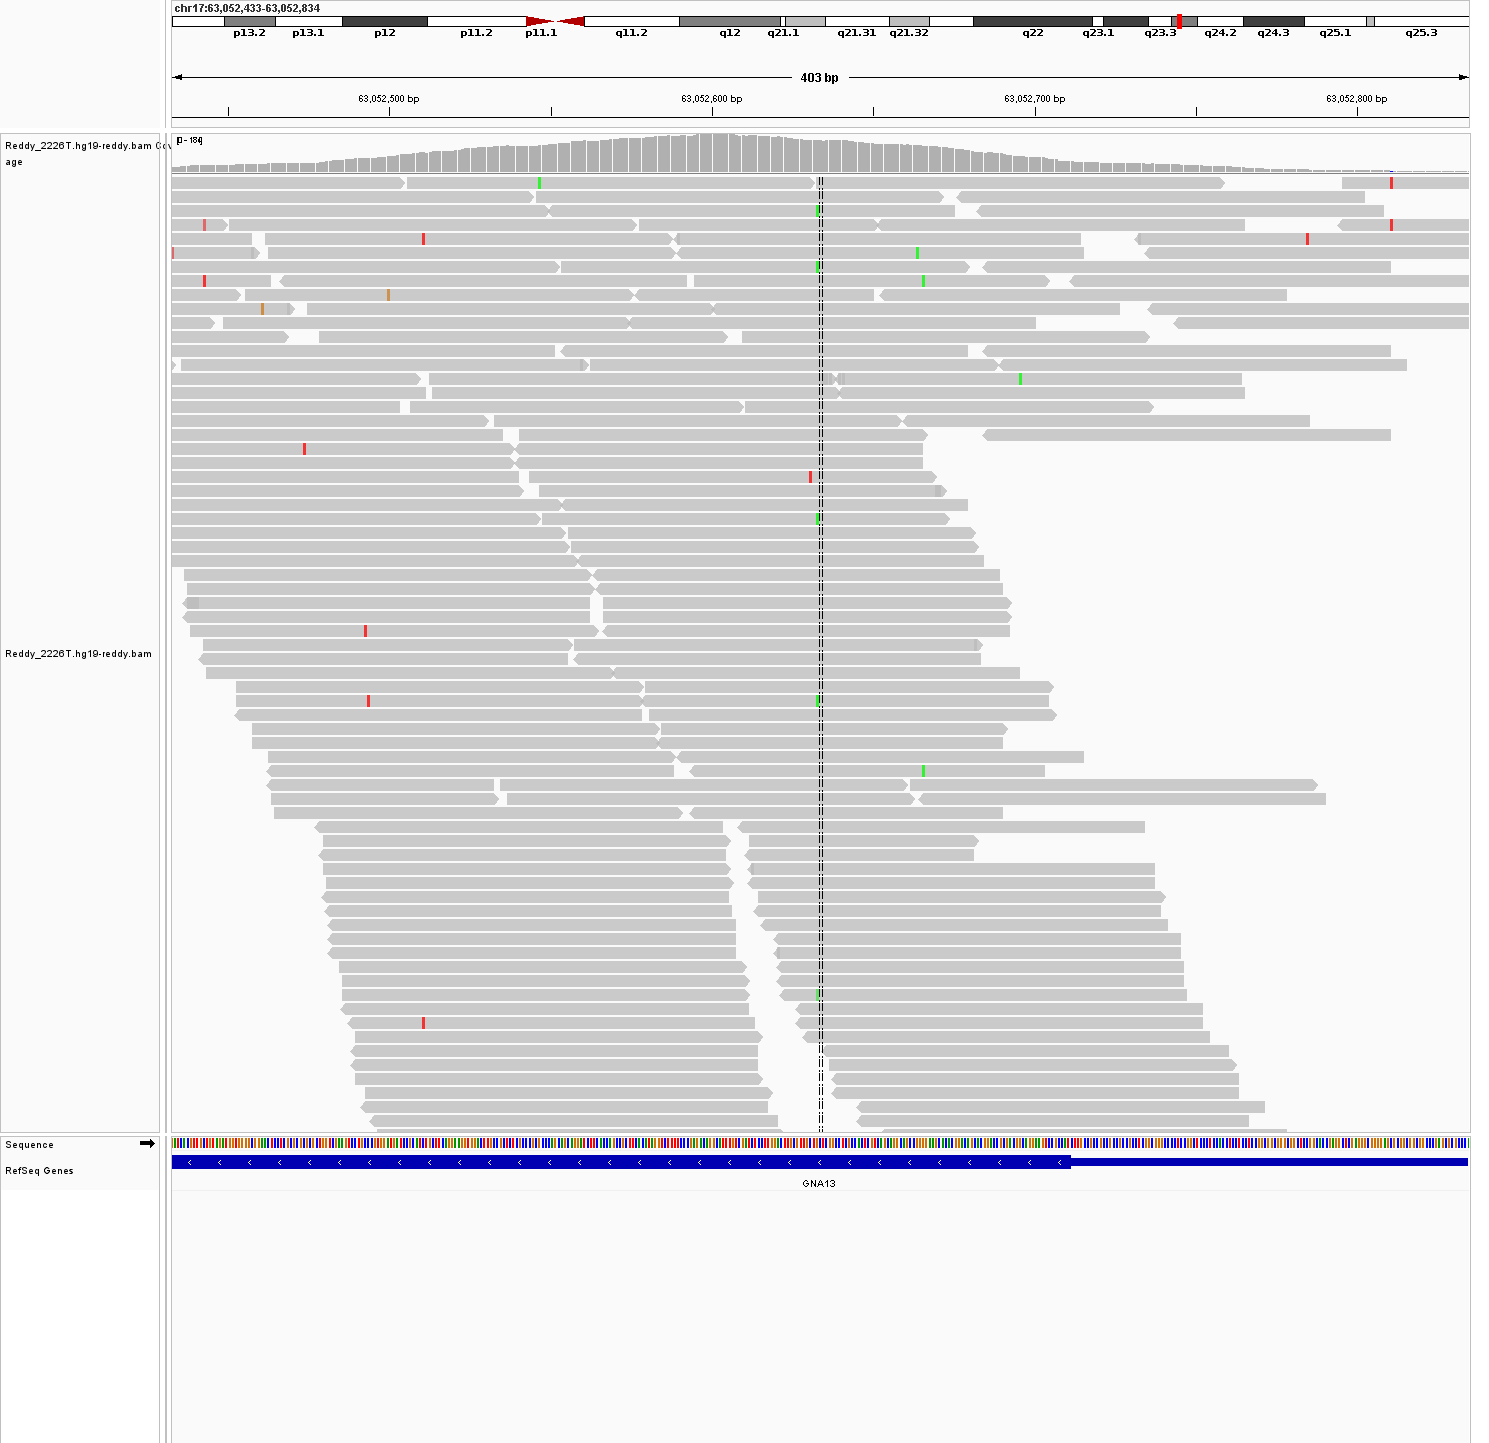 chr17:63,052,433-63,052,834
p13.2 p13.1 p12 p11.2 p11.1 q11.2 q12 q21.1 q21.31 q21.32 q22 q23.1 q23.3 q24.2 q24.3 q25.1 q25.3
403 bp
63,052,500 bp 63,052,600 bp 63,052,700 bp 63,052,800 bp
[0 - 184]
Reddy_2226T.hg19-reddy.bam Cov
age
Reddy_2226T.hg19-reddy.bam
Sequence
RefSeq Genes
GNA13